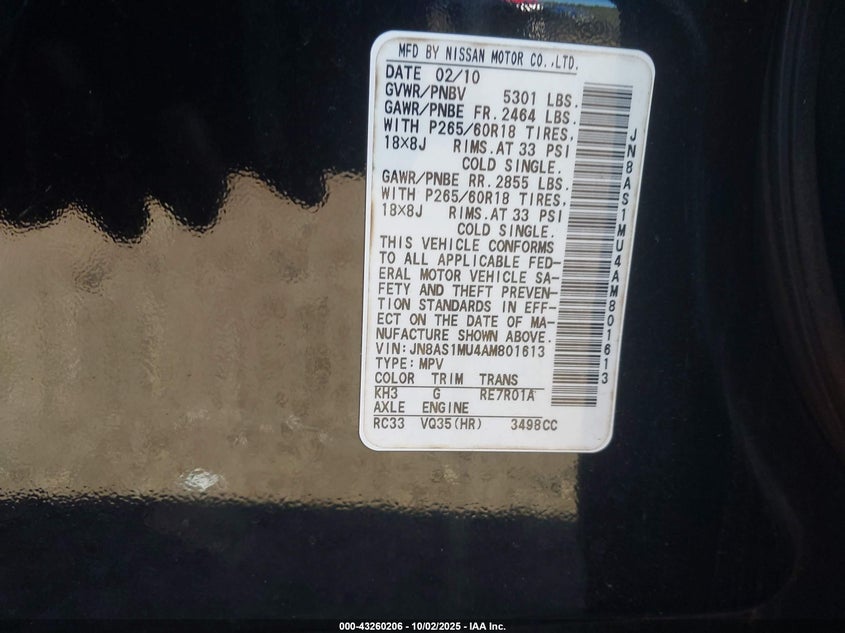 MFD BY NISSAN MOTOR CO.,LTD.
DATE 02/10
GVWR/PNBV 5301 LBS.
GAWR/PNBE FR. 2464 LBS.
WITH P265/60R18 TIRES,
18X8J RIMS.AT 33 PSI
COLD SINGLE.
GAWR/PNBE RR. 2855 LBS.
WITH P265/60R18 TIRES,
18X8J RIMS.AT 33 PSI
COLD SINGLE.
THIS VEHICLE CONFORMS
TO ALL APPLICABLE FED-
ERAL MOTOR VEHICLE SA-
FETY AND THEFT PREVEN-
TION STANDARDS IN EFF-
ECT ON THE DATE OF MA-
NUFACTURE SHOWN ABOVE.
VIN:JN8AS1MU4AM801613
TYPE:MPV
COLOR TRIM TRANS
KH3 G RE7R01A
AXLE ENGINE
RC33 VQ35(HR) 3498CC
JN8AS1MU4AM801613
000-43260206 - 10/02/2025 - IAA Inc.